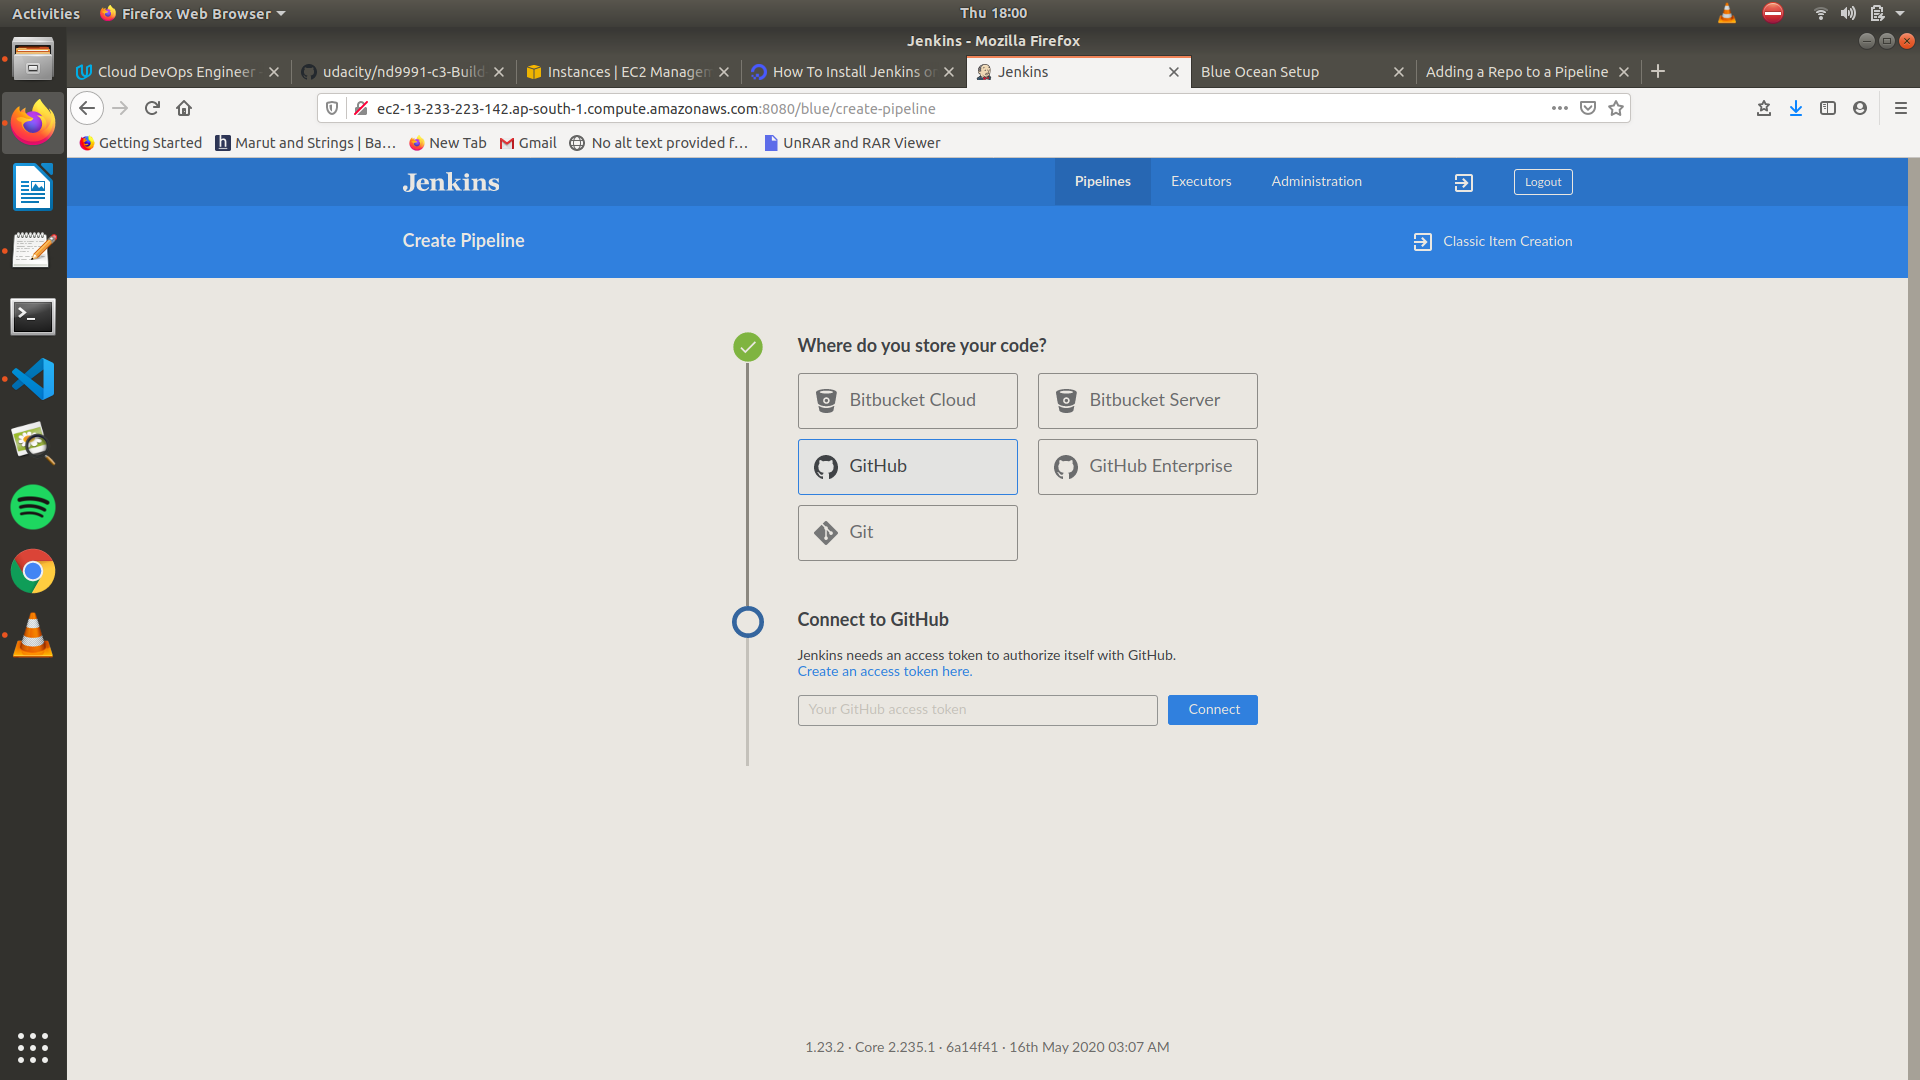 Activities Firefox Web Browser Thu 18:00
Jenkins - Mozilla Firefox
Cloud DevOps Engineer udacity/nd9991-c3-Build Instances | EC2 Managem How To Install Jenkins or Jenkins Blue Ocean Setup Adding a Repo to a Pipeline
ec2-13-233-223-142.ap-south-1.compute.amazonaws.com:8080/blue/create-pipeline
Getting Started Marut and Strings | Ba… New Tab Gmail No alt text provided f… UnRAR and RAR Viewer
Jenkins Pipelines Executors Administration Logout
Create Pipeline Classic Item Creation
Where do you store your code?
Bitbucket Cloud Bitbucket Server
GitHub GitHub Enterprise
Git
Connect to GitHub
Jenkins needs an access token to authorize itself with GitHub.
Create an access token here.
Your GitHub access token Connect
1.23.2 · Core 2.235.1 · 6a14f41 · 16th May 2020 03:07 AM